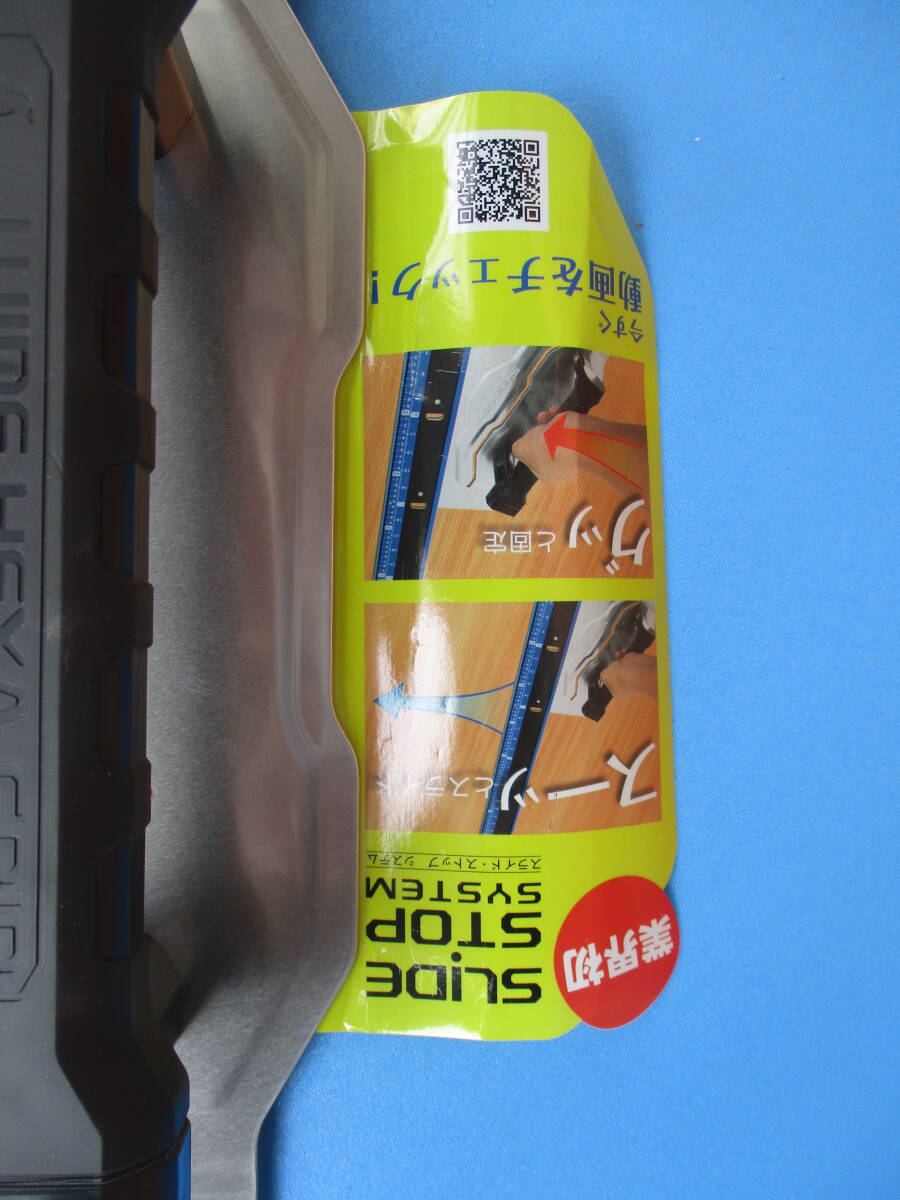 業界初
SLIDE
STOP
SYSTEM
スライド・ストップ システム
スーッとスライド
グッと固定
今すぐ
動画をチェック!
WIDE HEXA GRIP